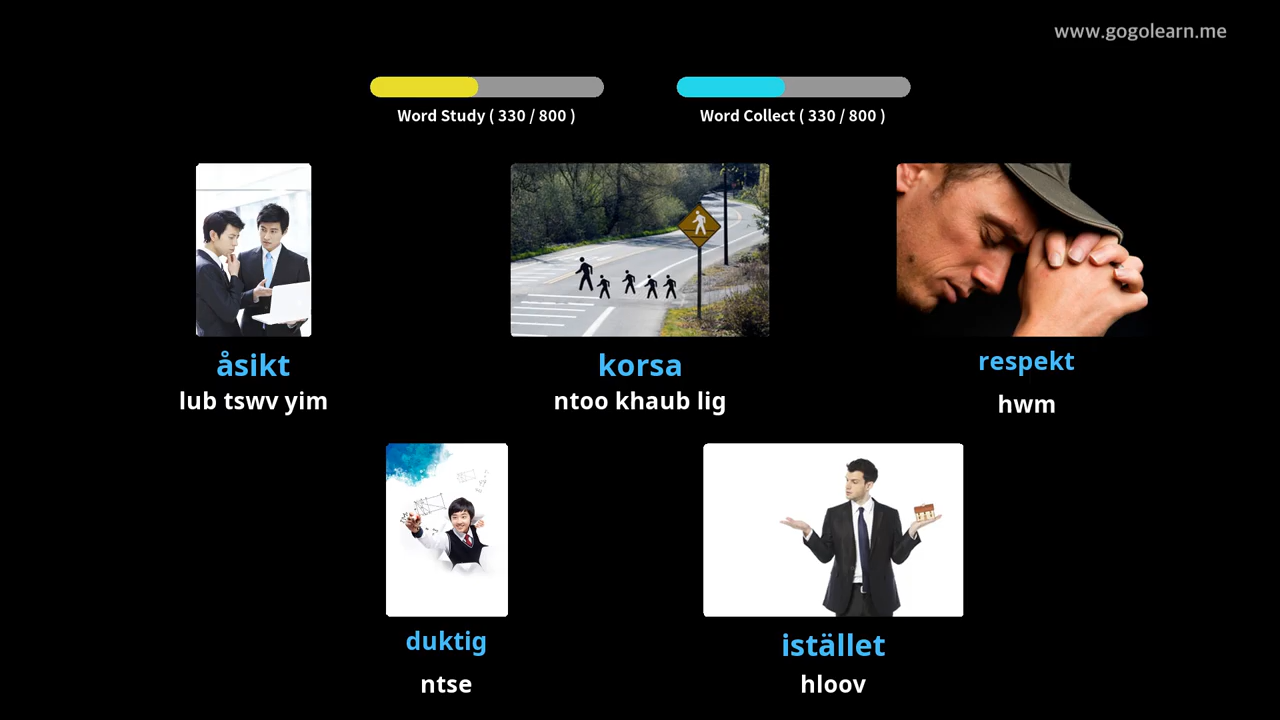 www.gogolearn.me
Word Study ( 330 / 800 )
Word Collect ( 330 / 800 )
åsikt
lub tswv yim
korsa
ntoo khaub lig
respekt
hwm
duktig
ntse
istället
hloov